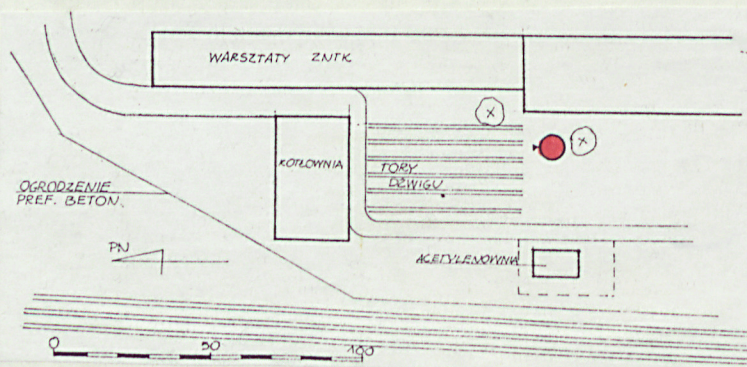 WARSZTATY ZNTK
KOTŁOWNIA
TORY
DŹWIGU
OGRODZENIE
PREF. BETON.
PN
ACETYLENOWNIA
0 50 100